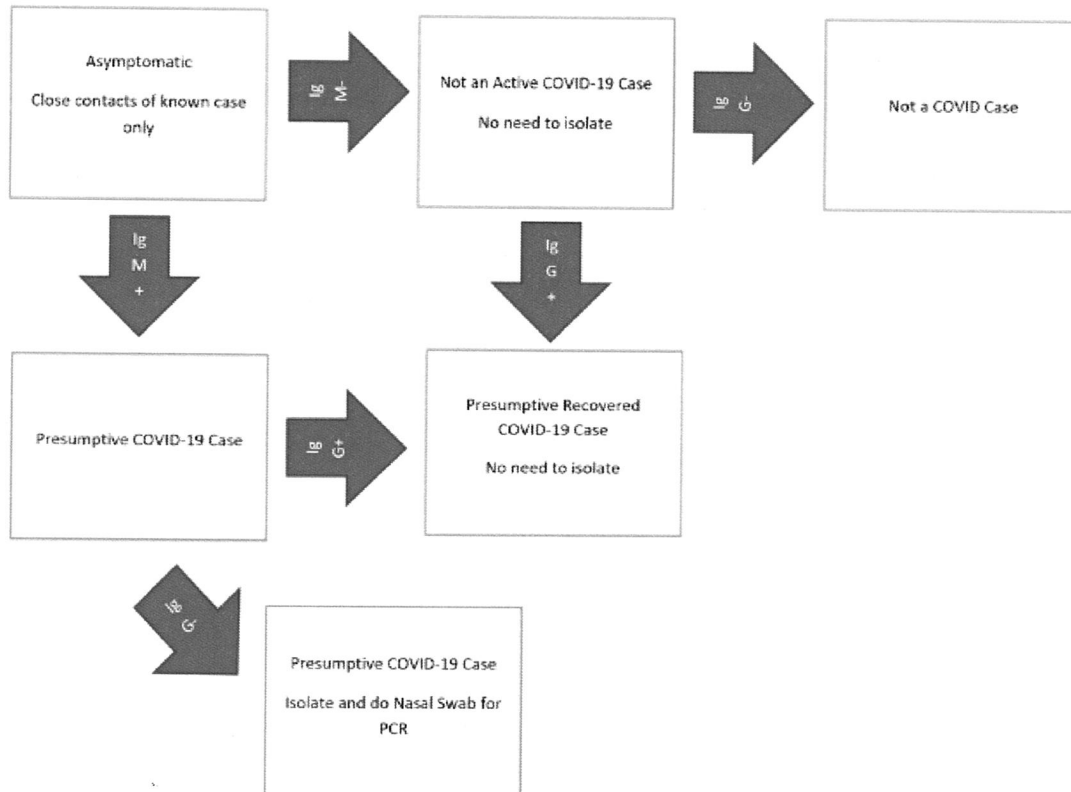 Asymptomatic
Close contacts of known case
only
Ig
M-
Not an Active COVID-19 Case
No need to isolate
Ig
G-
Not a COVID Case
Ig
M
+
Ig
G
+
Presumptive COVID-19 Case
Ig
G+
Presumptive Recovered
COVID-19 Case
No need to isolate
Ig
G-
Presumptive COVID-19 Case
Isolate and do Nasal Swab for
PCR